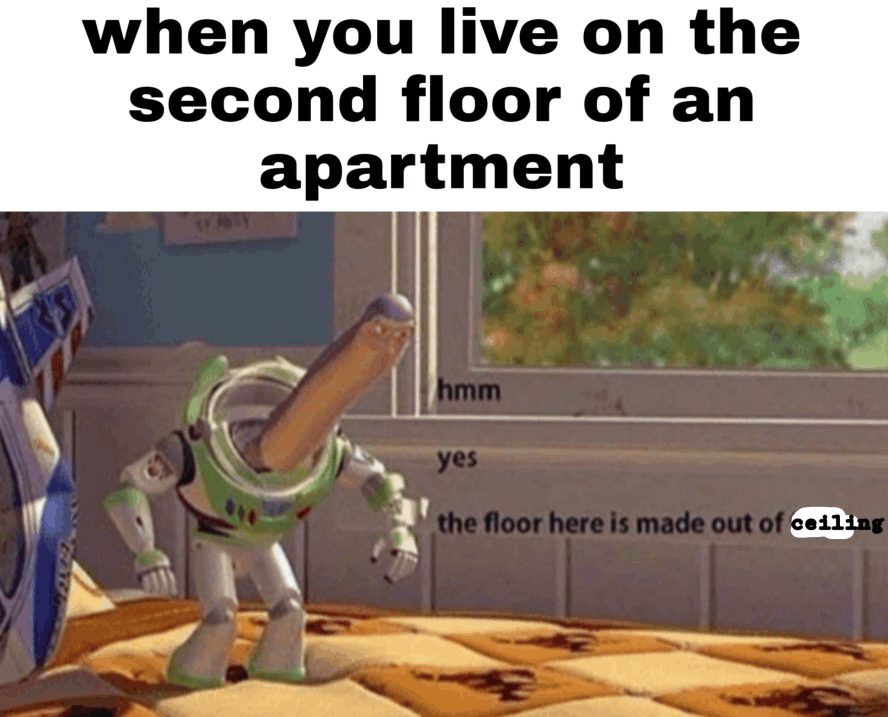 when you live on the
second floor of an
apartment
hmm
yes
the floor here is made out of ceiling